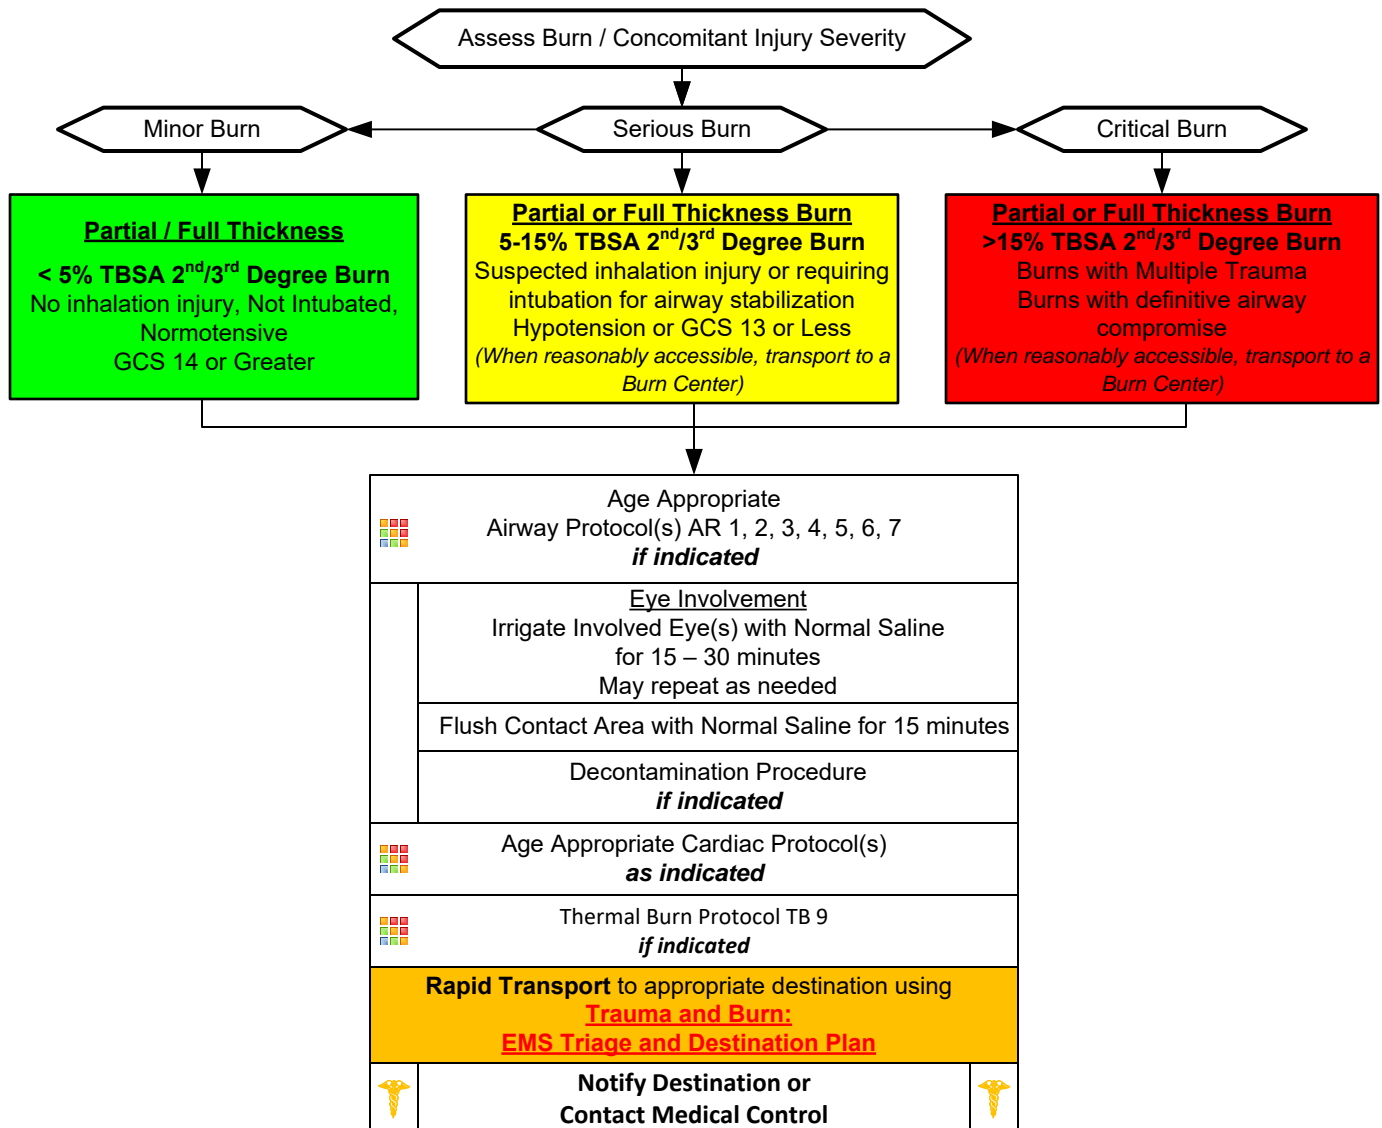 Assess Burn / Concomitant Injury Severity
Minor Burn
Serious Burn
Critical Burn
Partial / Full Thickness
< 5% TBSA 2nd/3rd Degree Burn
No inhalation injury, Not Intubated,
Normotensive
GCS 14 or Greater
Partial or Full Thickness Burn
5-15% TBSA 2nd/3rd Degree Burn
Suspected inhalation injury or requiring
intubation for airway stabilization
Hypotension or GCS 13 or Less
(When reasonably accessible, transport to a
Burn Center)
Partial or Full Thickness Burn
>15% TBSA 2nd/3rd Degree Burn
Burns with Multiple Trauma
Burns with definitive airway
compromise
(When reasonably accessible, transport to a
Burn Center)
Age Appropriate
Airway Protocol(s) AR 1, 2, 3, 4, 5, 6, 7
if indicated
Eye Involvement
Irrigate Involved Eye(s) with Normal Saline
for 15 – 30 minutes
May repeat as needed
Flush Contact Area with Normal Saline for 15 minutes
Decontamination Procedure
if indicated
Age Appropriate Cardiac Protocol(s)
as indicated
Thermal Burn Protocol TB 9
if indicated
Rapid Transport to appropriate destination using
Trauma and Burn:
EMS Triage and Destination Plan
Notify Destination or
Contact Medical Control